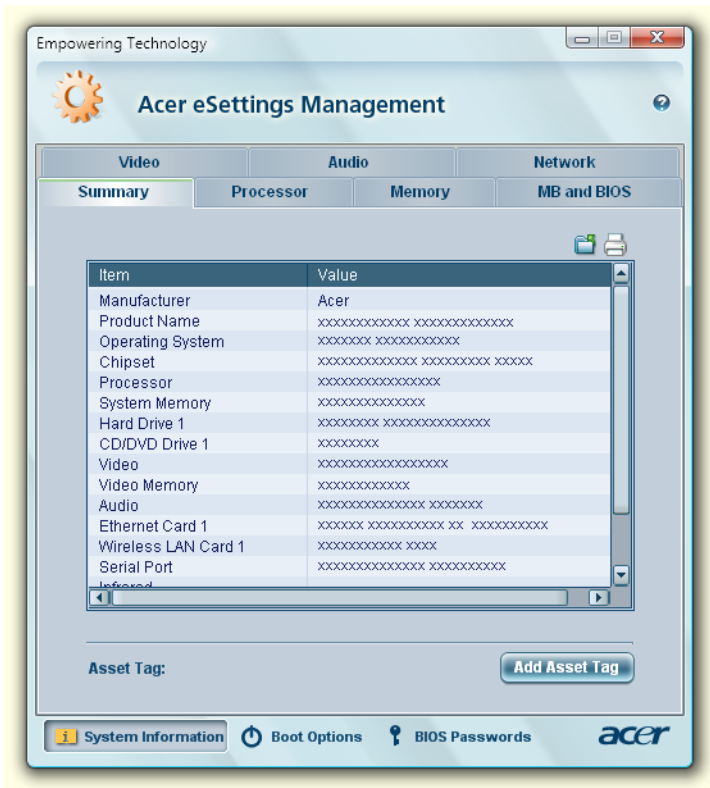 Empowering Technology
Acer eSettings Management
Video Audio Network
Summary Processor Memory MB and BIOS
Item Value
Manufacturer Acer
Product Name xxxxxxxxxxxx xxxxxxxxxxxxx
Operating System xxxxxxx xxxxxxxxxxx
Chipset xxxxxxxxxxxxx xxxxxxxxx xxxxx
Processor xxxxxxxxxxxxxxxx
System Memory xxxxxxxxxxxxxx
Hard Drive 1 xxxxxxxx xxxxxxxxxxxxxx
CD/DVD Drive 1 xxxxxxxx
Video xxxxxxxxxxxxxxxxx
Video Memory xxxxxxxxxxxx
Audio xxxxxxxxxxxxxx xxxxxxx
Ethernet Card 1 xxxxxx xxxxxxxxxx xx xxxxxxxxxx
Wireless LAN Card 1 xxxxxxxxxxx xxxx
Serial Port xxxxxxxxxxxxxx xxxxxxxxxx
Infrared
Asset Tag: Add Asset Tag
System Information Boot Options BIOS Passwords acer